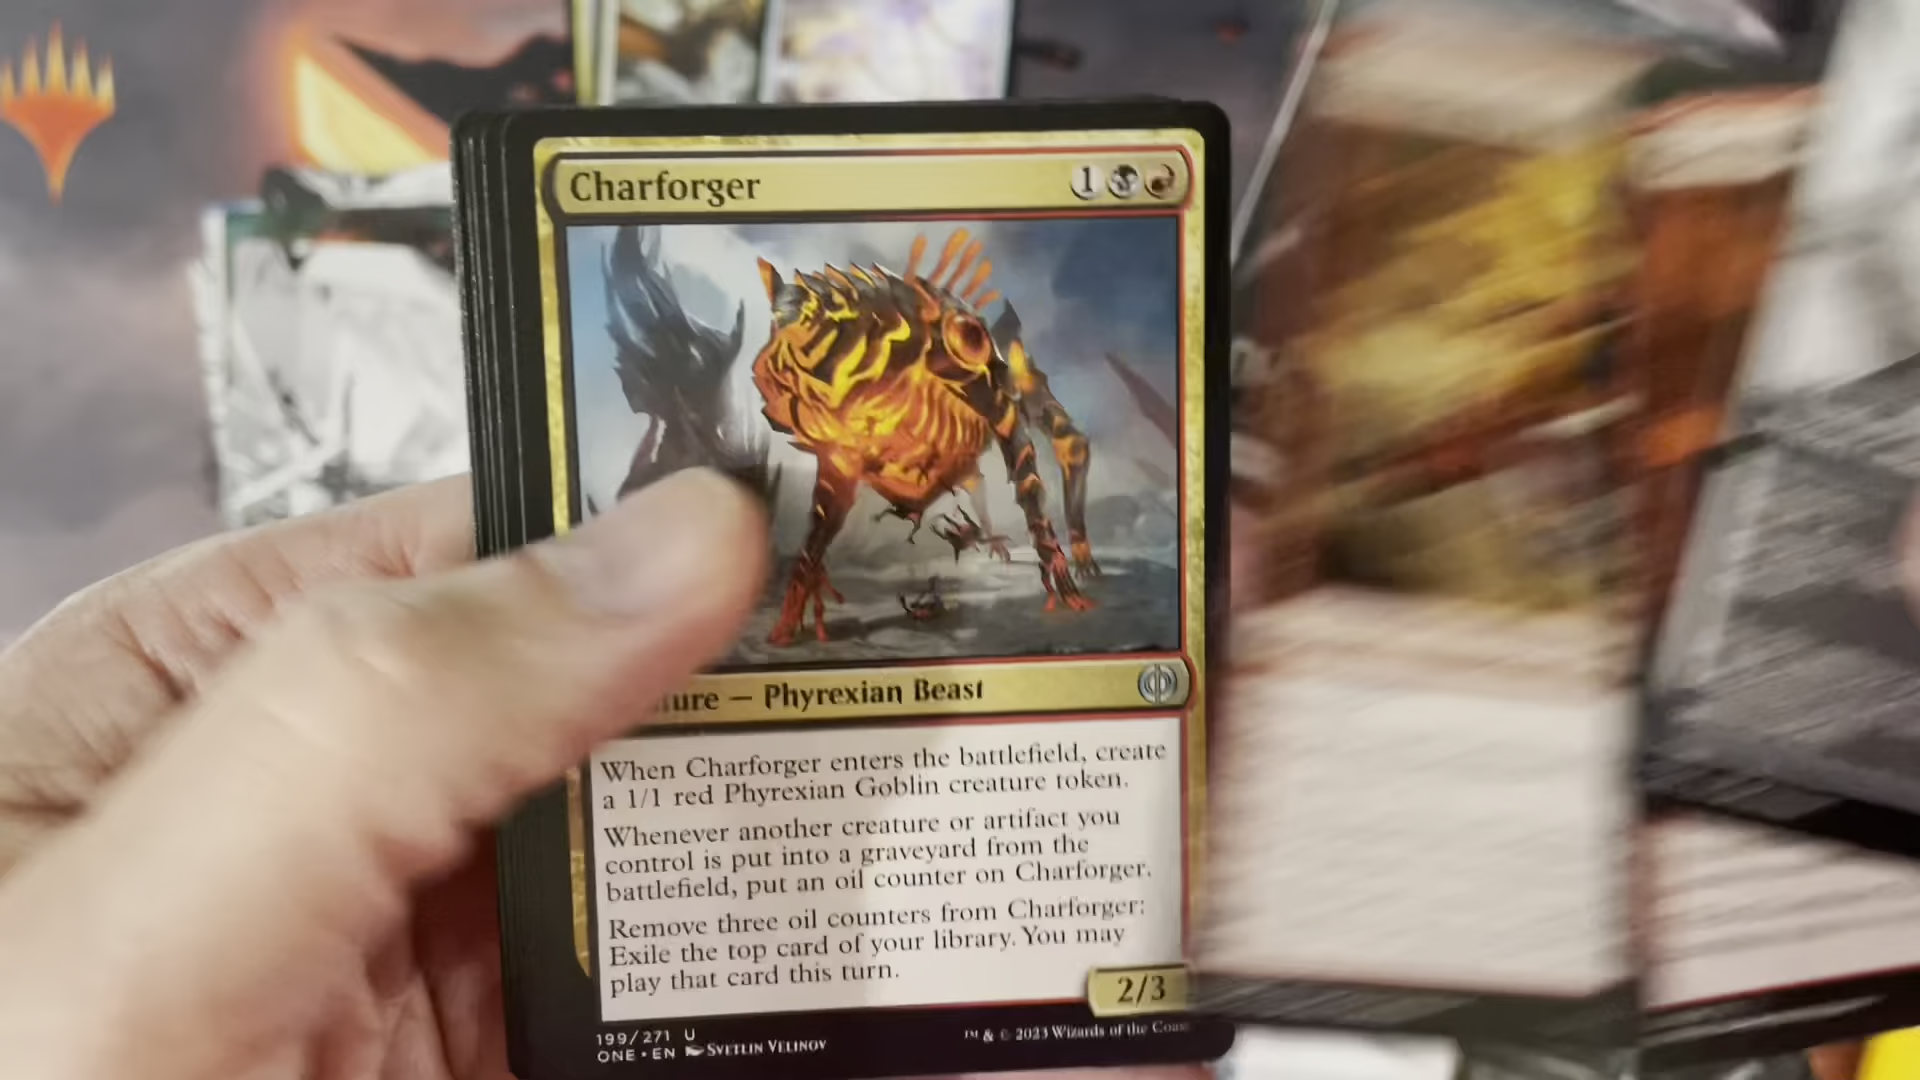 Charforger 1
ture — Phyrexian Beast
When Charforger enters the battlefield, create
a 1/1 red Phyrexian Goblin creature token.
Whenever another creature or artifact you
control is put into a graveyard from the
battlefield, put an oil counter on Charforger.
Remove three oil counters from Charforger:
Exile the top card of your library. You may
play that card this turn.
2/3
199/271 U
ONE • EN SVETLIN VELINOV
™ & © 2023 Wizards of the Coast